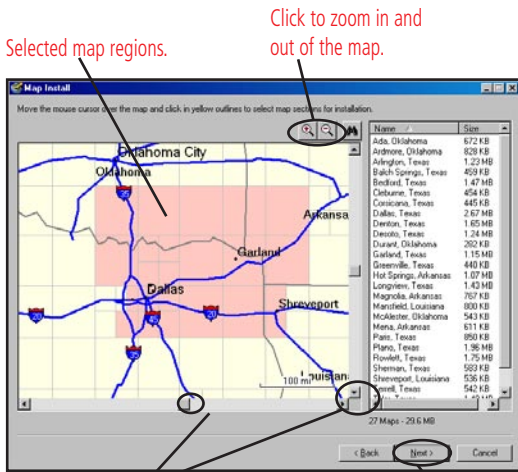 Click to zoom in and
out of the map.
Selected map regions.
Map Install
Move the mouse cursor over the map and click in yellow outlines to select map sections for installation.
Name Size
Ada, Oklahoma 672 KB
Ardmore, Oklahoma 828 KB
Arlington, Texas 1.23 MB
Balch Springs, Texas 459 KB
Bedford, Texas 1.47 MB
Cleburne, Texas 454 KB
Corsicana, Texas 445 KB
Dallas, Texas 2.67 MB
Denton, Texas 1.65 MB
Desoto, Texas 1.24 MB
Durant, Oklahoma 282 KB
Garland, Texas 1.15 MB
Greenville, Texas 440 KB
Hot Springs, Arkansas 1.07 MB
Longview, Texas 1.43 MB
Magnolia, Arkansas 767 KB
Mansfield, Louisiana 800 KB
McAlester, Oklahoma 543 KB
Mena, Arkansas 611 KB
Paris, Texas 850 KB
Plano, Texas 1.96 MB
Rowlett, Texas 1.75 MB
Sherman, Texas 583 KB
Shreveport, Louisiana 536 KB
Texas 542 KB
Oklahoma City
Oklahoma
35
Arkansa
Garland
Dallas
Shreveport
20
45
20
35
100 mi
ouisian
27 Maps - 29.6 MB
< Back
Next >
Cancel